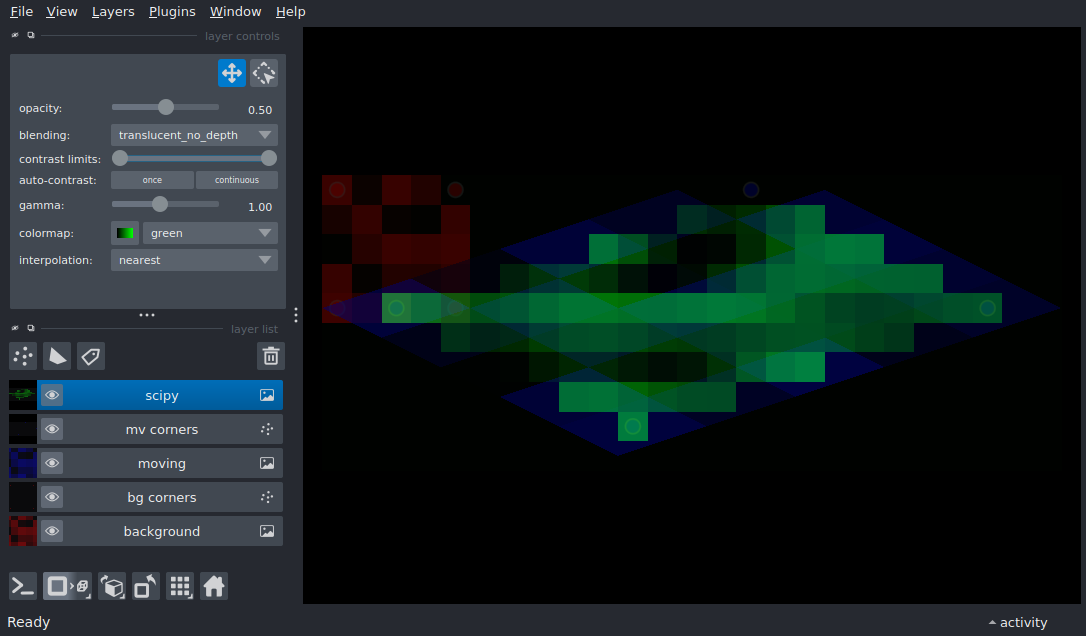 File View Layers Plugins Window Help
layer controls
opacity: 0.50
blending: translucent_no_depth
contrast limits:
auto-contrast: once continuous
gamma: 1.00
colormap: green
interpolation: nearest
layer list
scipy
mv corners
moving
bg corners
background
Ready activity